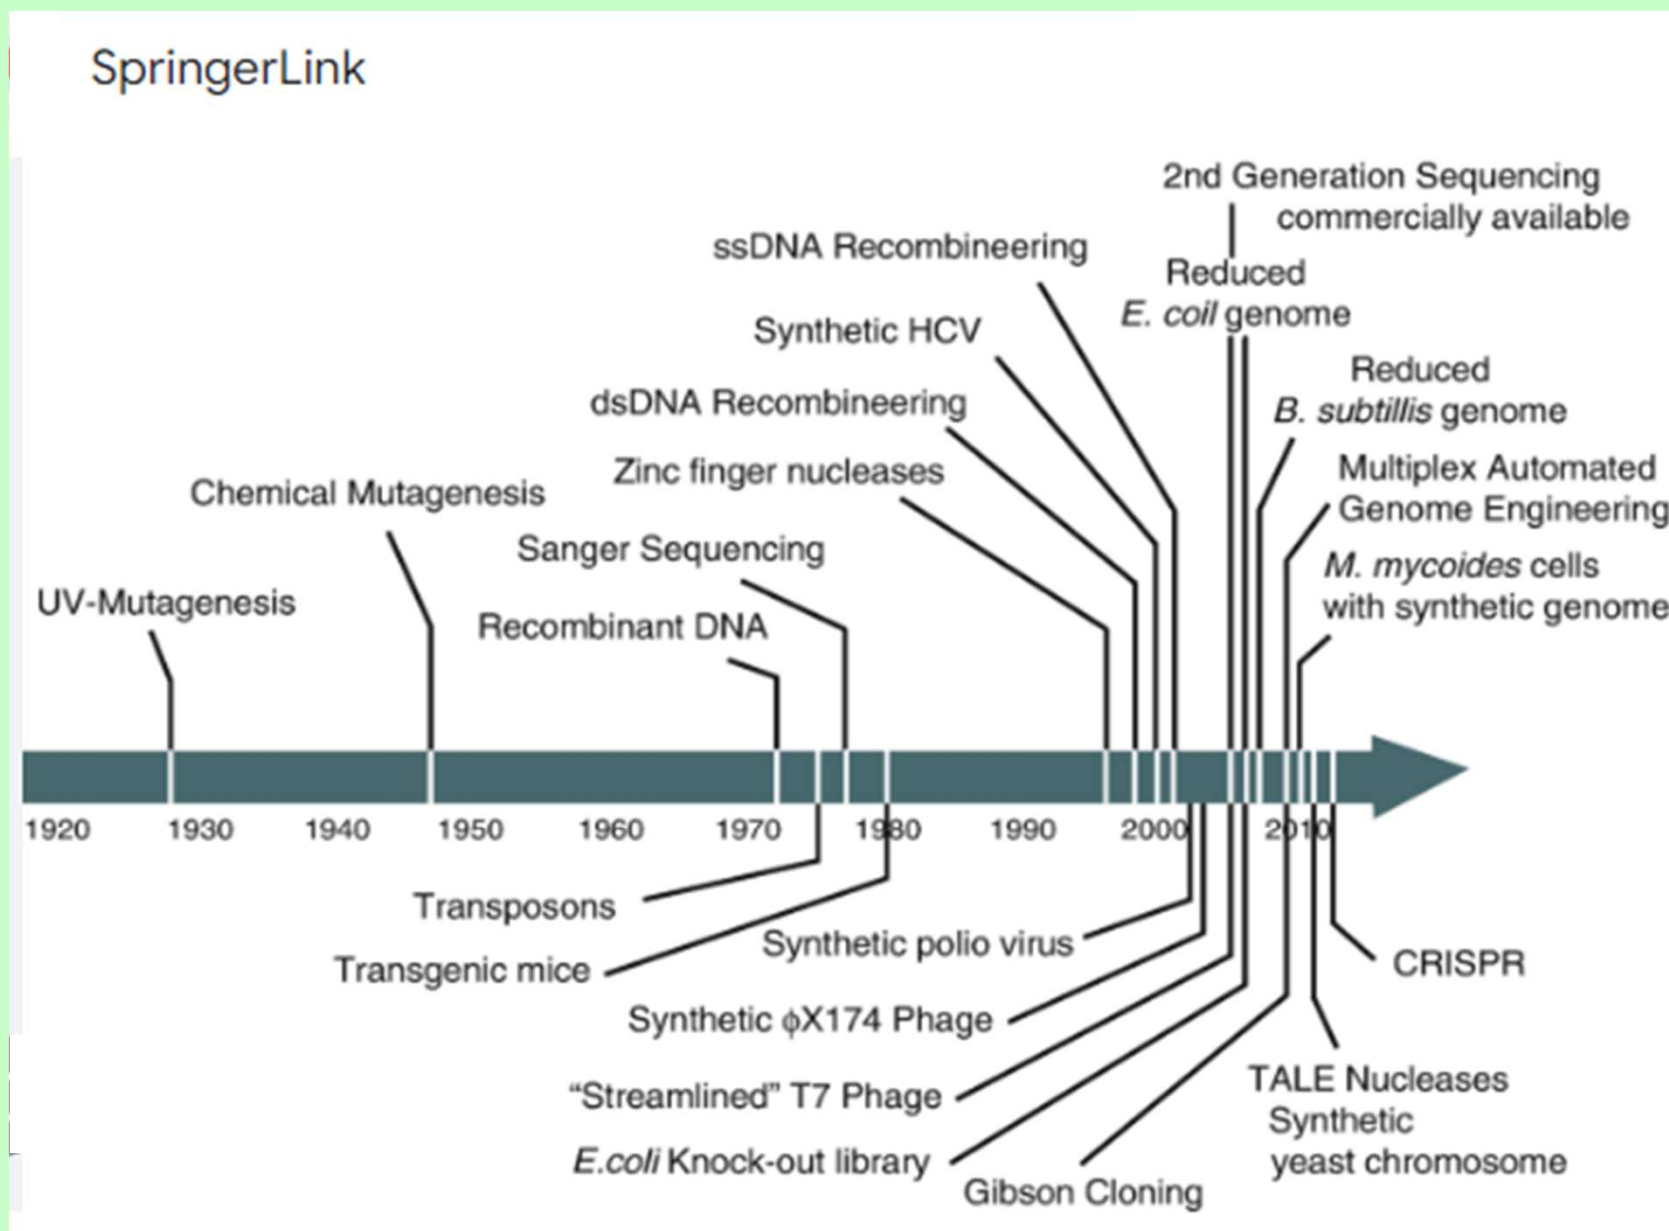 SpringerLink
2nd Generation Sequencing
commercially available
ssDNA Recombineering
Reduced
E. coil genome
Synthetic HCV
Reduced
B. subtillis genome
dsDNA Recombineering
Zinc finger nucleases
Multiplex Automated
Genome Engineering
Chemical Mutagenesis
Sanger Sequencing
M. mycoides cells
with synthetic genome
UV-Mutagenesis
Recombinant DNA
1920 1930 1940 1950 1960 1970 1980 1990 2000 2010
Transposons
Synthetic polio virus
CRISPR
Transgenic mice
Synthetic ϕX174 Phage
TALE Nucleases
Synthetic
yeast chromosome
“Streamlined” T7 Phage
E.coli Knock-out library
Gibson Cloning